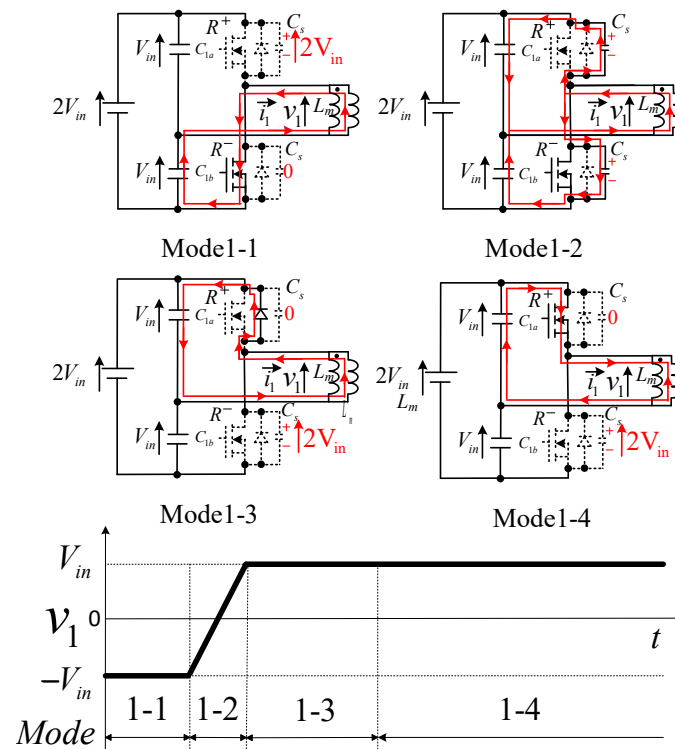 R⁺ C_s
V_in C_1a + − 2V_in
2V_in i_1 v_1 L_m
R⁻ C_s
V_in C_1b 0
Mode1-1
R⁺ C_s
V_in C_1a + −
2V_in i_1 v_1 L_m
R⁻ C_s
V_in C_1b + −
Mode1-2
C_s
R⁺
V_in C_1a 0
2V_in i_1 v_1 L_m
R⁻ C_s
V_in C_1b + − 2V_in
Mode1-3
C_s
R⁺
V_in C_1a 0
2V_in i_1 v_1 L_m
L_m
R⁻ C_s
V_in C_1b + − 2V_in
Mode1-4
V_in
v_1 0
t
−V_in
1-1 1-2 1-3 1-4
Mode